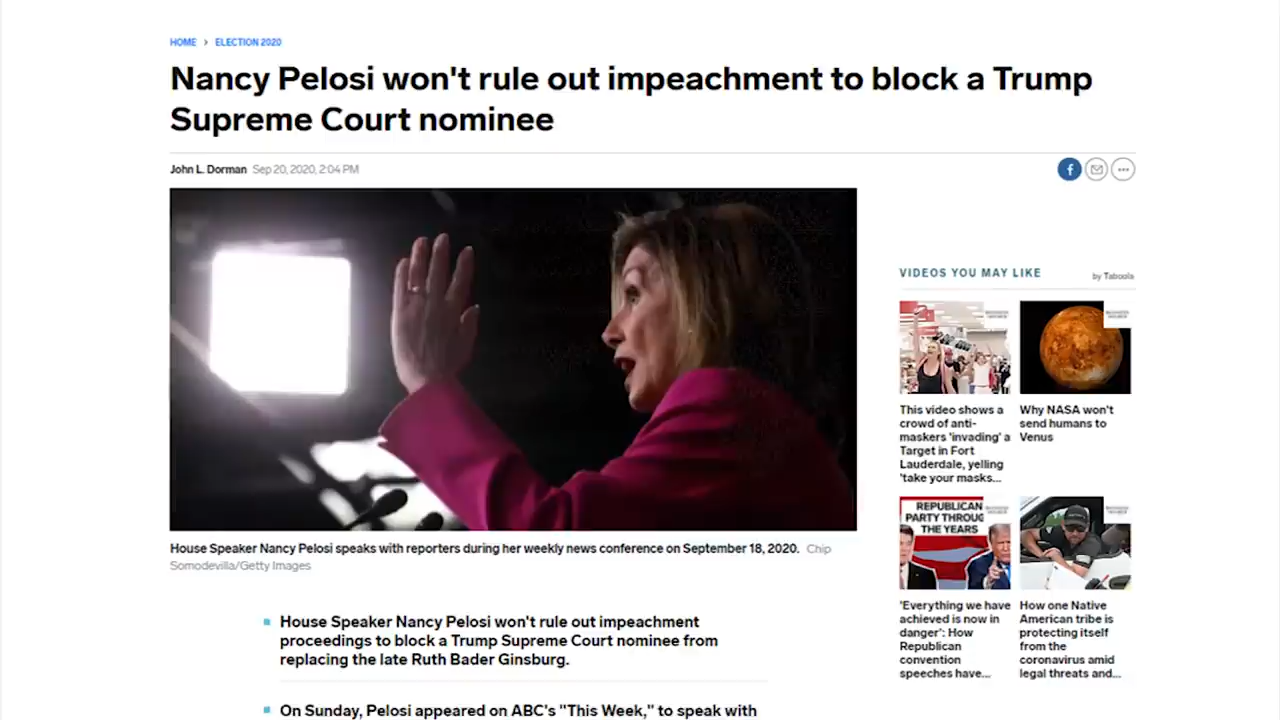 HOME > ELECTION 2020
Nancy Pelosi won't rule out impeachment to block a Trump
Supreme Court nominee
John L. Dorman Sep 20, 2020, 2:04 PM
House Speaker Nancy Pelosi speaks with reporters during her weekly news conference on September 18, 2020. Chip
Somodevilla/Getty Images
House Speaker Nancy Pelosi won't rule out impeachment
proceedings to block a Trump Supreme Court nominee from
replacing the late Ruth Bader Ginsburg.
On Sunday, Pelosi appeared on ABC's "This Week," to speak with
VIDEOS YOU MAY LIKE
by Taboola
This video shows a
crowd of anti-
maskers 'invading' a
Target in Fort
Lauderdale, yelling
'take your masks...
Why NASA won't
send humans to
Venus
REPUBLICAN
PARTY THROUG
THE YEARS
'Everything we have
achieved is now in
danger': How
Republican
convention
speeches have...
How one Native
American tribe is
protecting itself
from the
coronavirus amid
legal threats and...